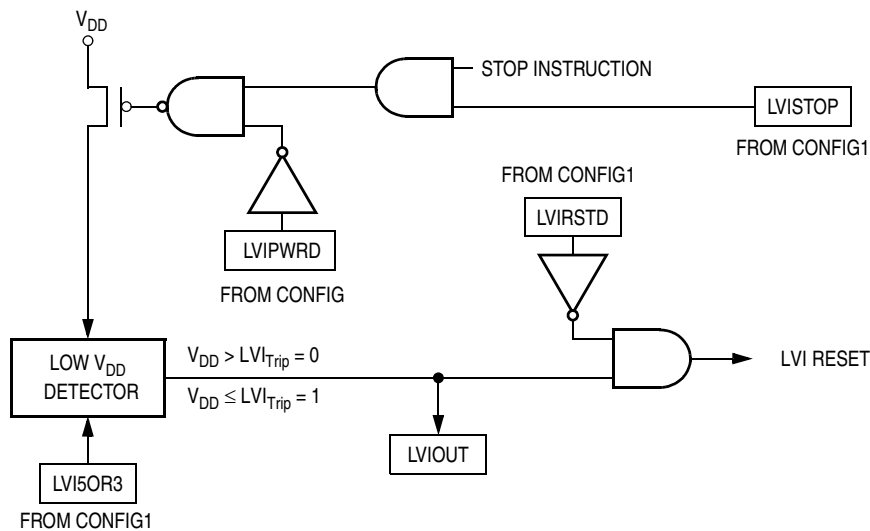 VDD
STOP INSTRUCTION
LVISTOP
FROM CONFIG1
FROM CONFIG1
LVIRSTD
LVIPWRD
FROM CONFIG
LOW VDD
DETECTOR
VDD > LVITrip = 0
VDD ≤ LVITrip = 1
LVI RESET
LVIOUT
LVI5OR3
FROM CONFIG1